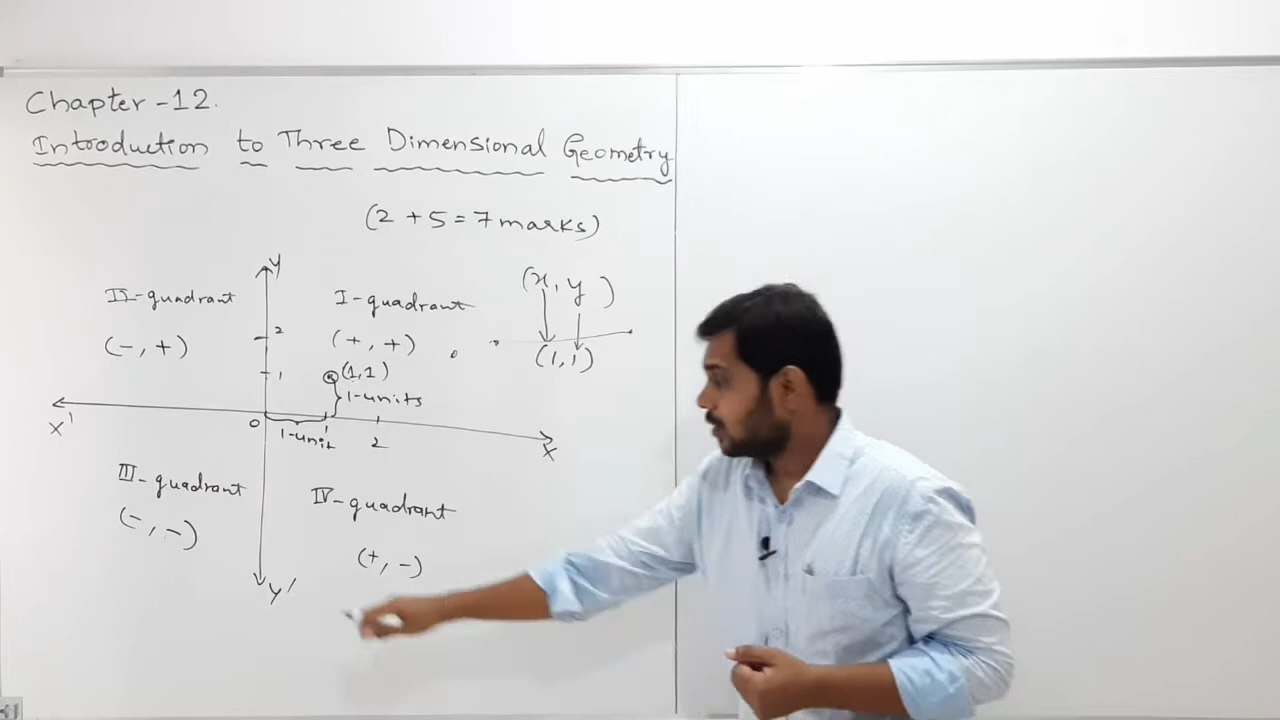 Chapter-12.
Introduction to Three Dimensional Geometry
(2 + 5 = 7 marks)
y
II-quadrant
I-quadrant
(x, y)
(-, +)
2
(+, +)
(1, 1)
1
(1,1)
1-units
X'
0
1-unit
1
2
X
III-quadrant
IV-quadrant
(-, -)
(+, -)
y'